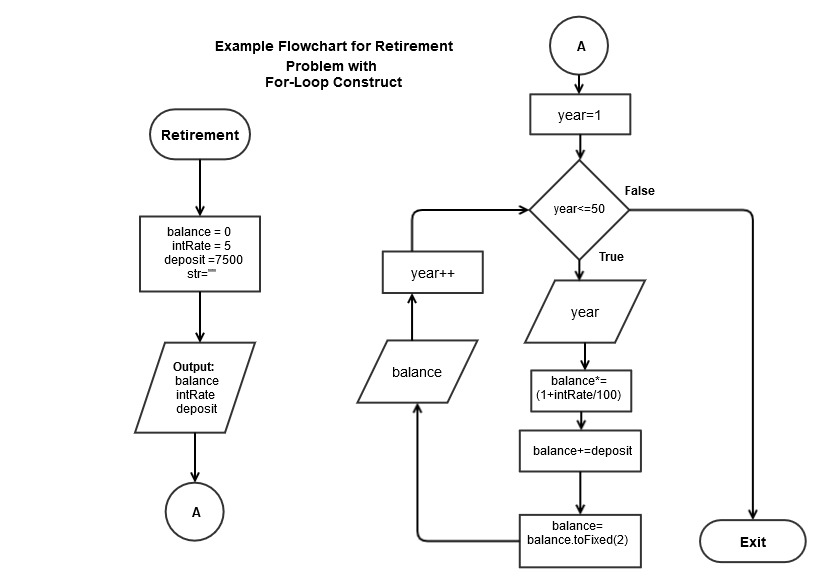 Example Flowchart for Retirement
Problem with
For-Loop Construct
Retirement
balance = 0
intRate = 5
deposit =7500
str=""
Output:
balance
intRate
deposit
A
A
year=1
year<=50
False
True
year
balance*=
(1+intRate/100)
balance+=deposit
balance=
balance.toFixed(2)
balance
year++
Exit